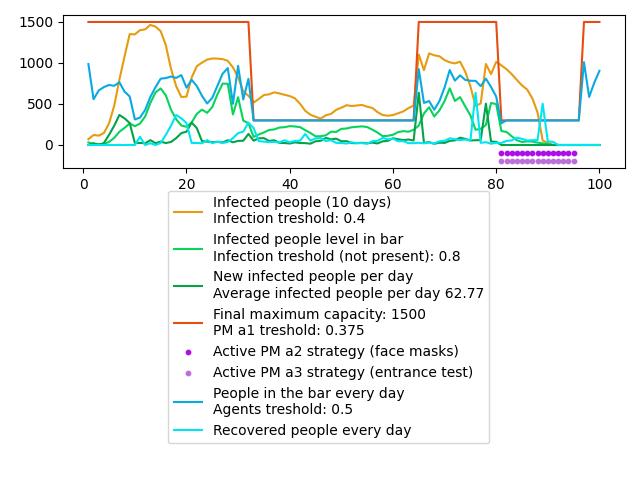 1500
1000
500
0
0 20 40 60 80 100
Infected people (10 days)
Infection treshold: 0.4
Infected people level in bar
Infection treshold (not present): 0.8
New infected people per day
Average infected people per day 62.77
Final maximum capacity: 1500
PM a1 treshold: 0.375
Active PM a2 strategy (face masks)
Active PM a3 strategy (entrance test)
People in the bar every day
Agents treshold: 0.5
Recovered people every day